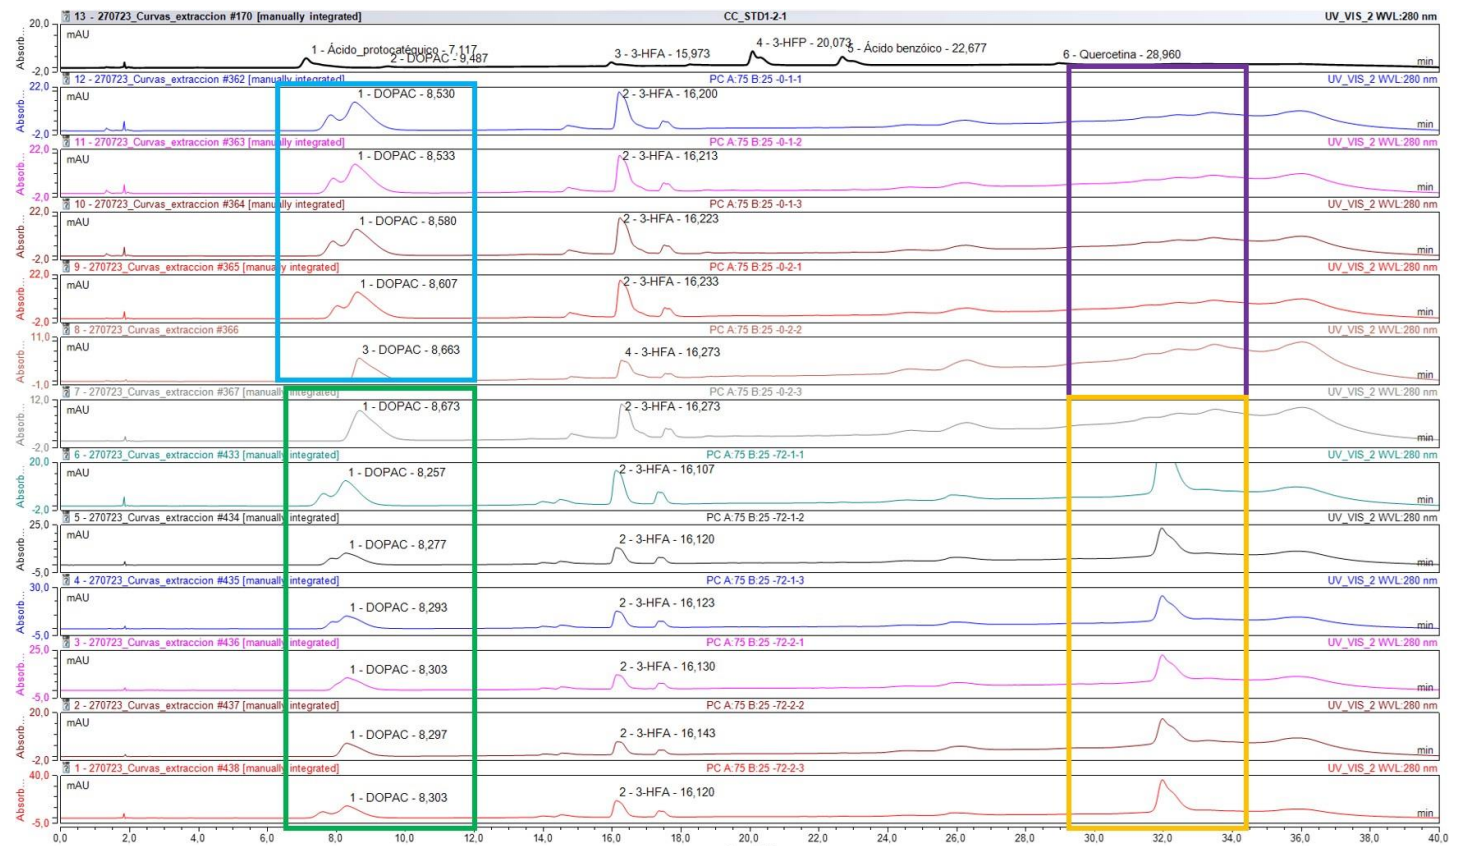 13 - 270723_Curvas_extraccion #170 [manually integrated] CC_STD1-2-1 UV_VIS_2 WVL:280 nm
20,0
mAU
Absorb...
1 - Ácido_protocatéquico - 7,117
2 - DOPAC - 9,487
3 - 3-HFA - 15,973
4 - 3-HFP - 20,073
5 - Ácido benzóico - 22,677
6 - Quercetina - 28,960
min
-2,0
12 - 270723_Curvas_extraccion #362 [manually integrated] PC A:75 B:25 -0-1-1 UV_VIS_2 WVL:280 nm
22,0
mAU
Absorb...
1 - DOPAC - 8,530
2 - 3-HFA - 16,200
min
-2,0
11 - 270723_Curvas_extraccion #363 [manually integrated] PC A:75 B:25 -0-1-2 UV_VIS_2 WVL:280 nm
22,0
mAU
Absorb...
1 - DOPAC - 8,533
2 - 3-HFA - 16,213
min
-2,0
10 - 270723_Curvas_extraccion #364 [manually integrated] PC A:75 B:25 -0-1-3 UV_VIS_2 WVL:280 nm
22,0
mAU
Absorb...
1 - DOPAC - 8,580
2 - 3-HFA - 16,223
min
-2,0
9 - 270723_Curvas_extraccion #365 [manually integrated] PC A:75 B:25 -0-2-1 UV_VIS_2 WVL:280 nm
22,0
mAU
Absorb...
1 - DOPAC - 8,607
2 - 3-HFA - 16,233
min
-2,0
8 - 270723_Curvas_extraccion #366 PC A:75 B:25 -0-2-2 UV_VIS_2 WVL:280 nm
11,0
mAU
Absorb...
3 - DOPAC - 8,663
4 - 3-HFA - 16,273
min
-1,0
7 - 270723_Curvas_extraccion #367 [manually integrated] PC A:75 B:25 -0-2-3 UV_VIS_2 WVL:280 nm
12,0
mAU
Absorb...
1 - DOPAC - 8,673
2 - 3-HFA - 16,273
min
-2,0
6 - 270723_Curvas_extraccion #433 [manually integrated] PC A:75 B:25 -72-1-1 UV_VIS_2 WVL:280 nm
20,0
mAU
Absorb...
1 - DOPAC - 8,257
2 - 3-HFA - 16,107
min
-2,0
5 - 270723_Curvas_extraccion #434 [manually integrated] PC A:75 B:25 -72-1-2 UV_VIS_2 WVL:280 nm
25,0
mAU
Absorb...
1 - DOPAC - 8,277
2 - 3-HFA - 16,120
min
-5,0
4 - 270723_Curvas_extraccion #435 [manually integrated] PC A:75 B:25 -72-1-3 UV_VIS_2 WVL:280 nm
30,0
mAU
Absorb...
1 - DOPAC - 8,293
2 - 3-HFA - 16,123
min
-5,0
3 - 270723_Curvas_extraccion #436 [manually integrated] PC A:75 B:25 -72-2-1 UV_VIS_2 WVL:280 nm
25,0
mAU
Absorb...
1 - DOPAC - 8,303
2 - 3-HFA - 16,130
min
-5,0
2 - 270723_Curvas_extraccion #437 [manually integrated] PC A:75 B:25 -72-2-2 UV_VIS_2 WVL:280 nm
20,0
mAU
Absorb...
1 - DOPAC - 8,297
2 - 3-HFA - 16,143
min
-2,0
1 - 270723_Curvas_extraccion #438 [manually integrated] PC A:75 B:25 -72-2-3 UV_VIS_2 WVL:280 nm
40,0
mAU
Absorb...
1 - DOPAC - 8,303
2 - 3-HFA - 16,120
min
-5,0
0,0 2,0 4,0 6,0 8,0 10,0 12,0 14,0 16,0 18,0 20,0 22,0 24,0 26,0 28,0 30,0 32,0 34,0 36,0 38,0 40,0